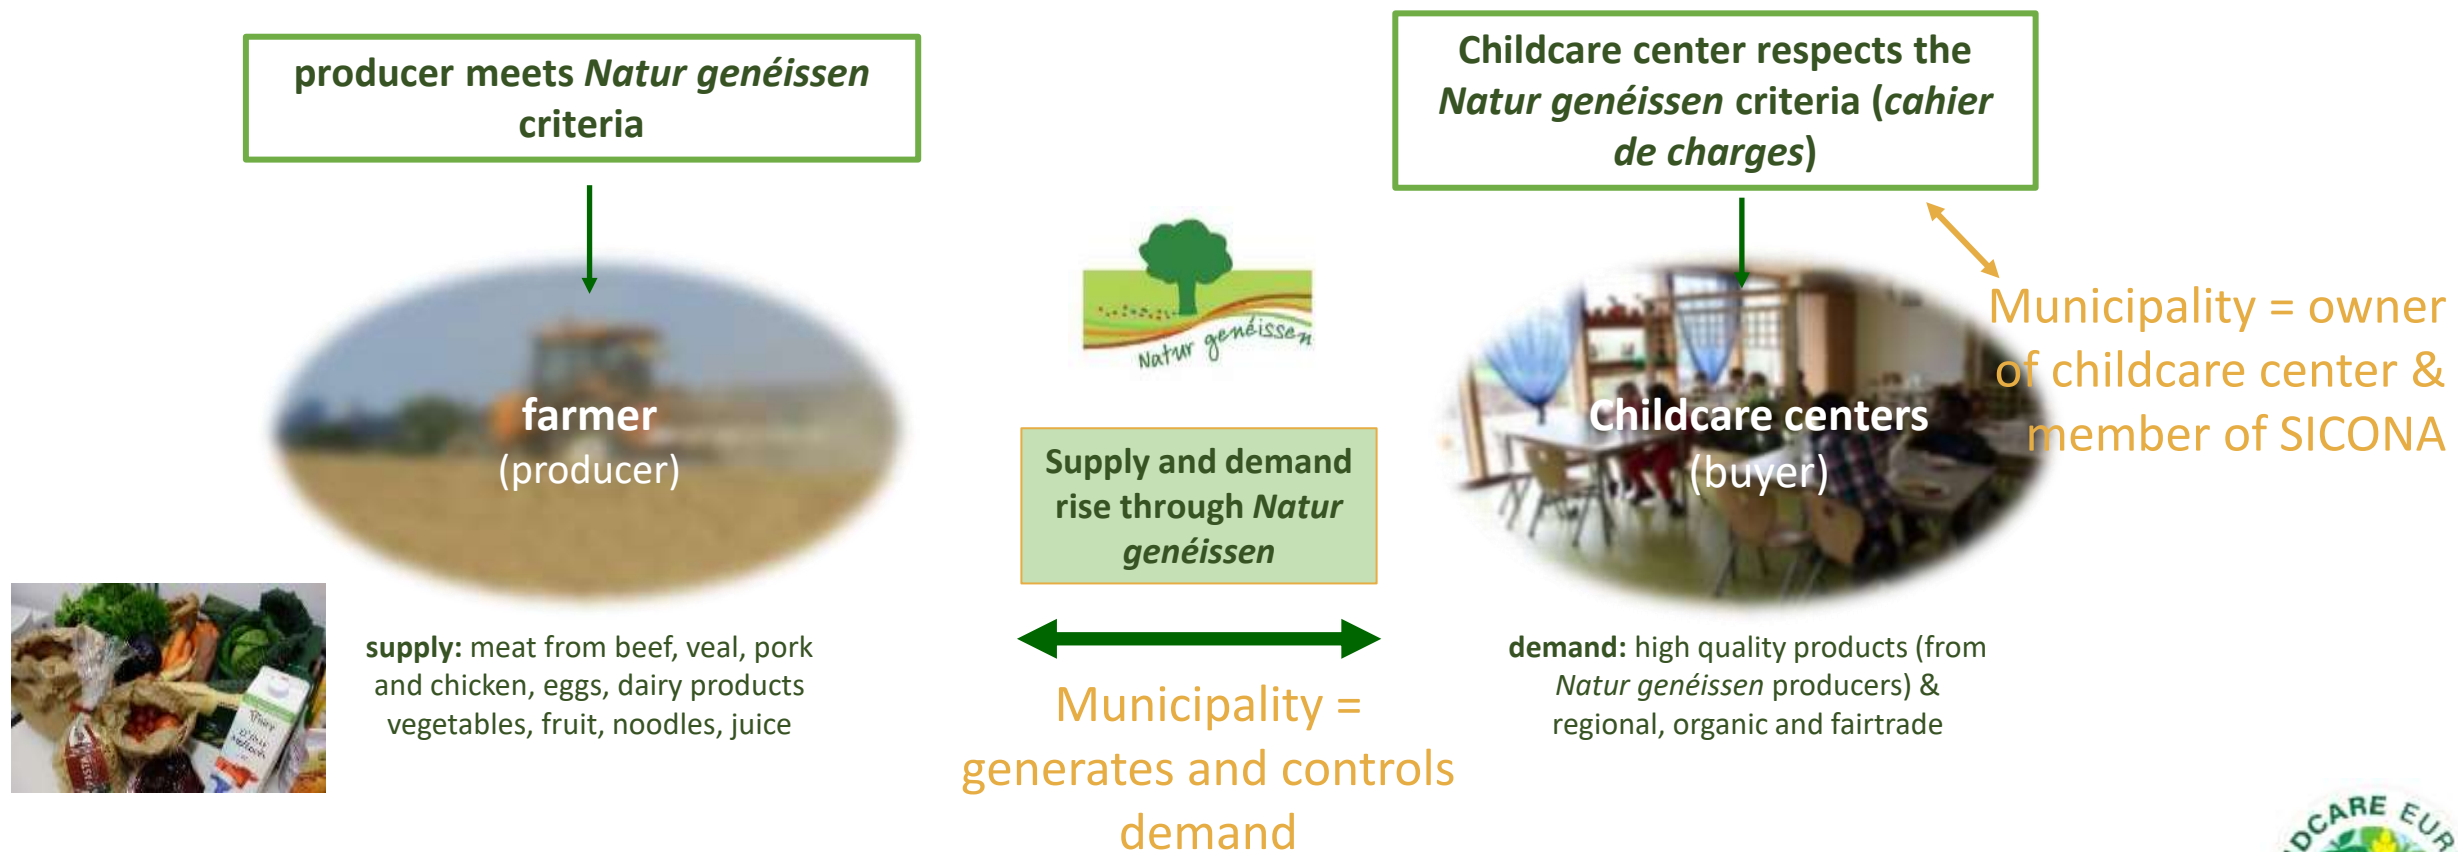 producer meets Natur genéissen
criteria
Childcare center respects the
Natur genéissen criteria (cahier
de charges)
Natur genéissen
farmer
(producer)
Supply and demand
rise through Natur
genéissen
Childcare centers
(buyer)
Municipality = owner
of childcare center &
member of SICONA
supply: meat from beef, veal, pork
and chicken, eggs, dairy products
vegetables, fruit, noodles, juice
Municipality =
generates and controls
demand
demand: high quality products (from
Natur genéissen producers) &
regional, organic and fairtrade